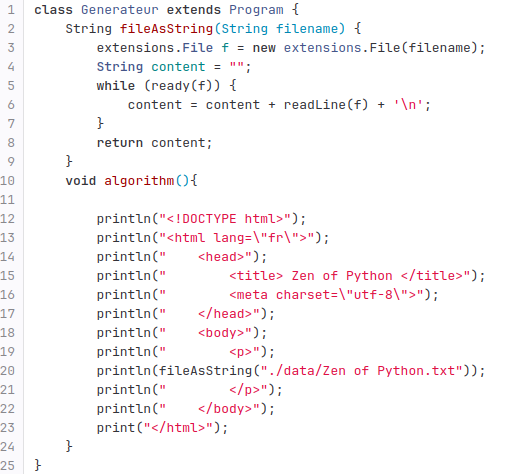 1 class Generateur extends Program {
2     String fileAsString(String filename) {
3         extensions.File f = new extensions.File(filename);
4         String content = "";
5         while (ready(f)) {
6             content = content + readLine(f) + '\n';
7         }
8         return content;
9     }
10     void algorithm(){
11
12         println("<!DOCTYPE html>");
13         println("<html lang=\"fr\">");
14         println("    <head>");
15         println("        <title> Zen of Python </title>");
16         println("        <meta charset=\"utf-8\">");
17         println("    </head>");
18         println("    <body>");
19         println("        <p>");
20         println(fileAsString("./data/Zen of Python.txt"));
21         println("        </p>");
22         println("    </body>");
23         print("</html>");
24     }
25 }